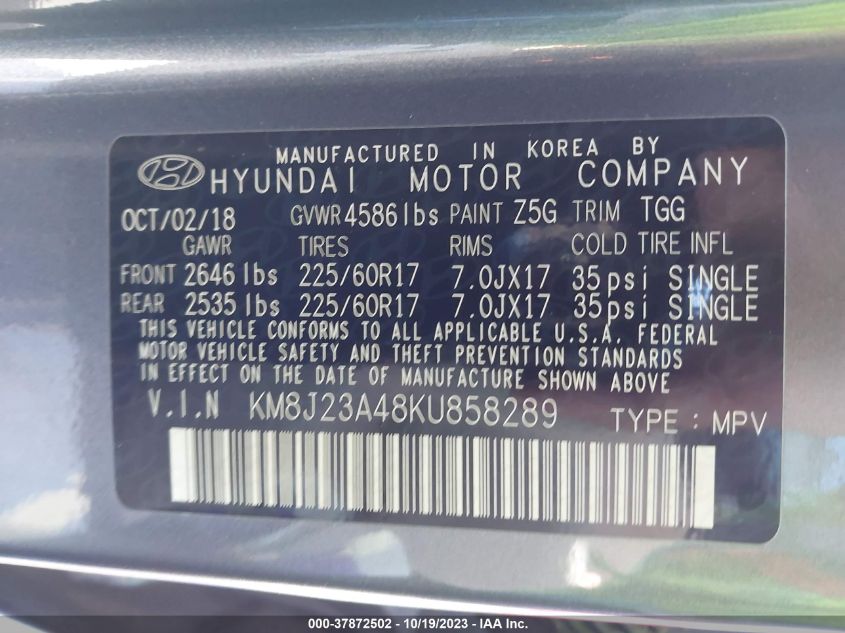 MANUFACTURED IN KOREA BY
HYUNDAI MOTOR COMPANY
OCT/02/18 GVWR 4586 lbs PAINT Z5G TRIM TGG
GAWR TIRES RIMS COLD TIRE INFL
FRONT 2646 lbs 225/60R17 7.0JX17 35psi SINGLE
REAR 2535 lbs 225/60R17 7.0JX17 35psi SINGLE
THIS VEHICLE CONFORMS TO ALL APPLICABLE U.S.A. FEDERAL
MOTOR VEHICLE SAFETY AND THEFT PREVENTION STANDARDS
IN EFFECT ON THE DATE OF MANUFACTURE SHOWN ABOVE
V.I.N KM8J23A48KU858289 TYPE : MPV
000-37872502 - 10/19/2023 - IAA Inc.